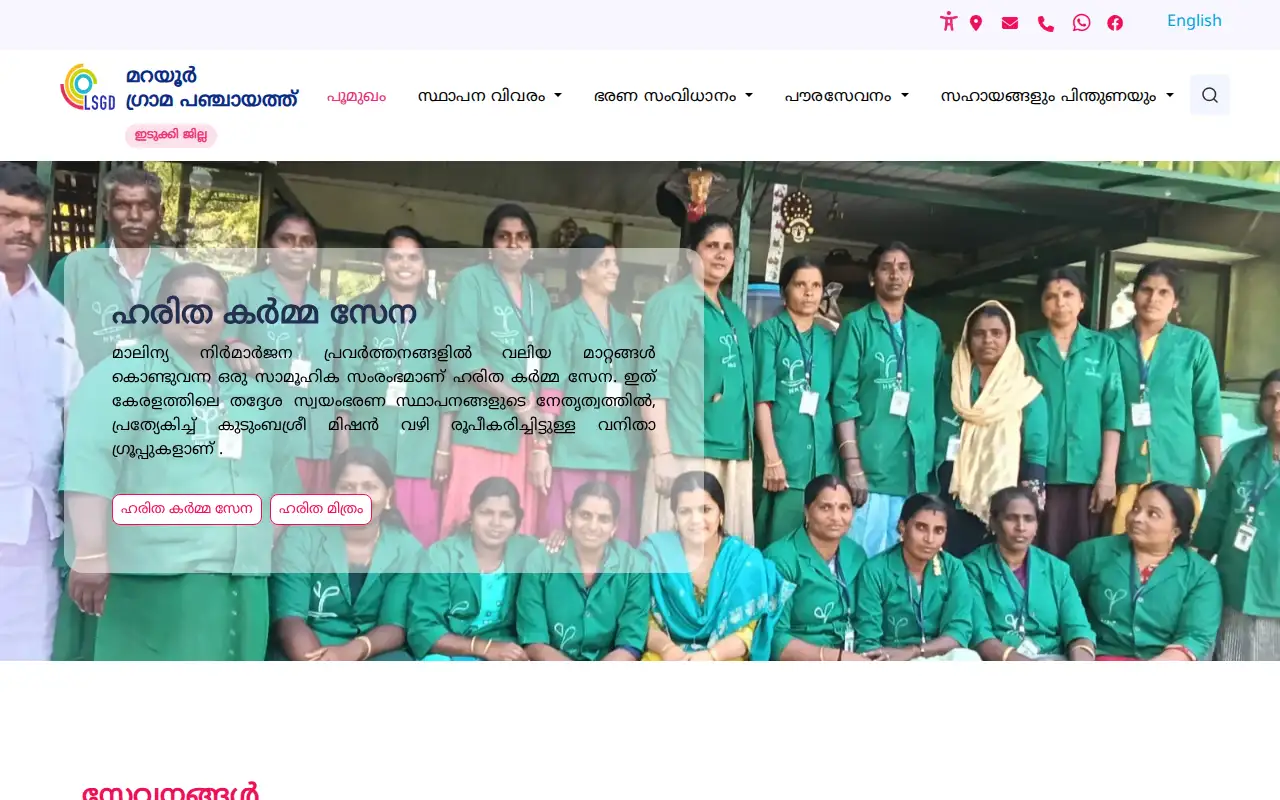 English
LSGD
മറയൂർ
ഗ്രാമ പഞ്ചായത്ത്
ഇടുക്കി ജില്ല
പൂമുഖം
സ്ഥാപന വിവരം
ഭരണ സംവിധാനം
പൗരസേവനം
സഹായങ്ങളും പിന്തുണയും
ഹരിത കർമ്മ സേന
മാലിന്യ നിർമാർജന പ്രവർത്തനങ്ങളിൽ വലിയ മാറ്റങ്ങൾ
കൊണ്ടുവന്ന ഒരു സാമൂഹിക സംരംഭമാണ് ഹരിത കർമ്മ സേന. ഇത്
കേരളത്തിലെ തദ്ദേശ സ്വയംഭരണ സ്ഥാപനങ്ങളുടെ നേതൃത്വത്തിൽ,
പ്രത്യേകിച്ച് കുടുംബശ്രീ മിഷൻ വഴി രൂപീകരിച്ചിട്ടുള്ള വനിതാ
ഗ്രൂപ്പുകളാണ് .
ഹരിത കർമ്മ സേന
ഹരിത മിത്രം
സേവനങ്ങൾ